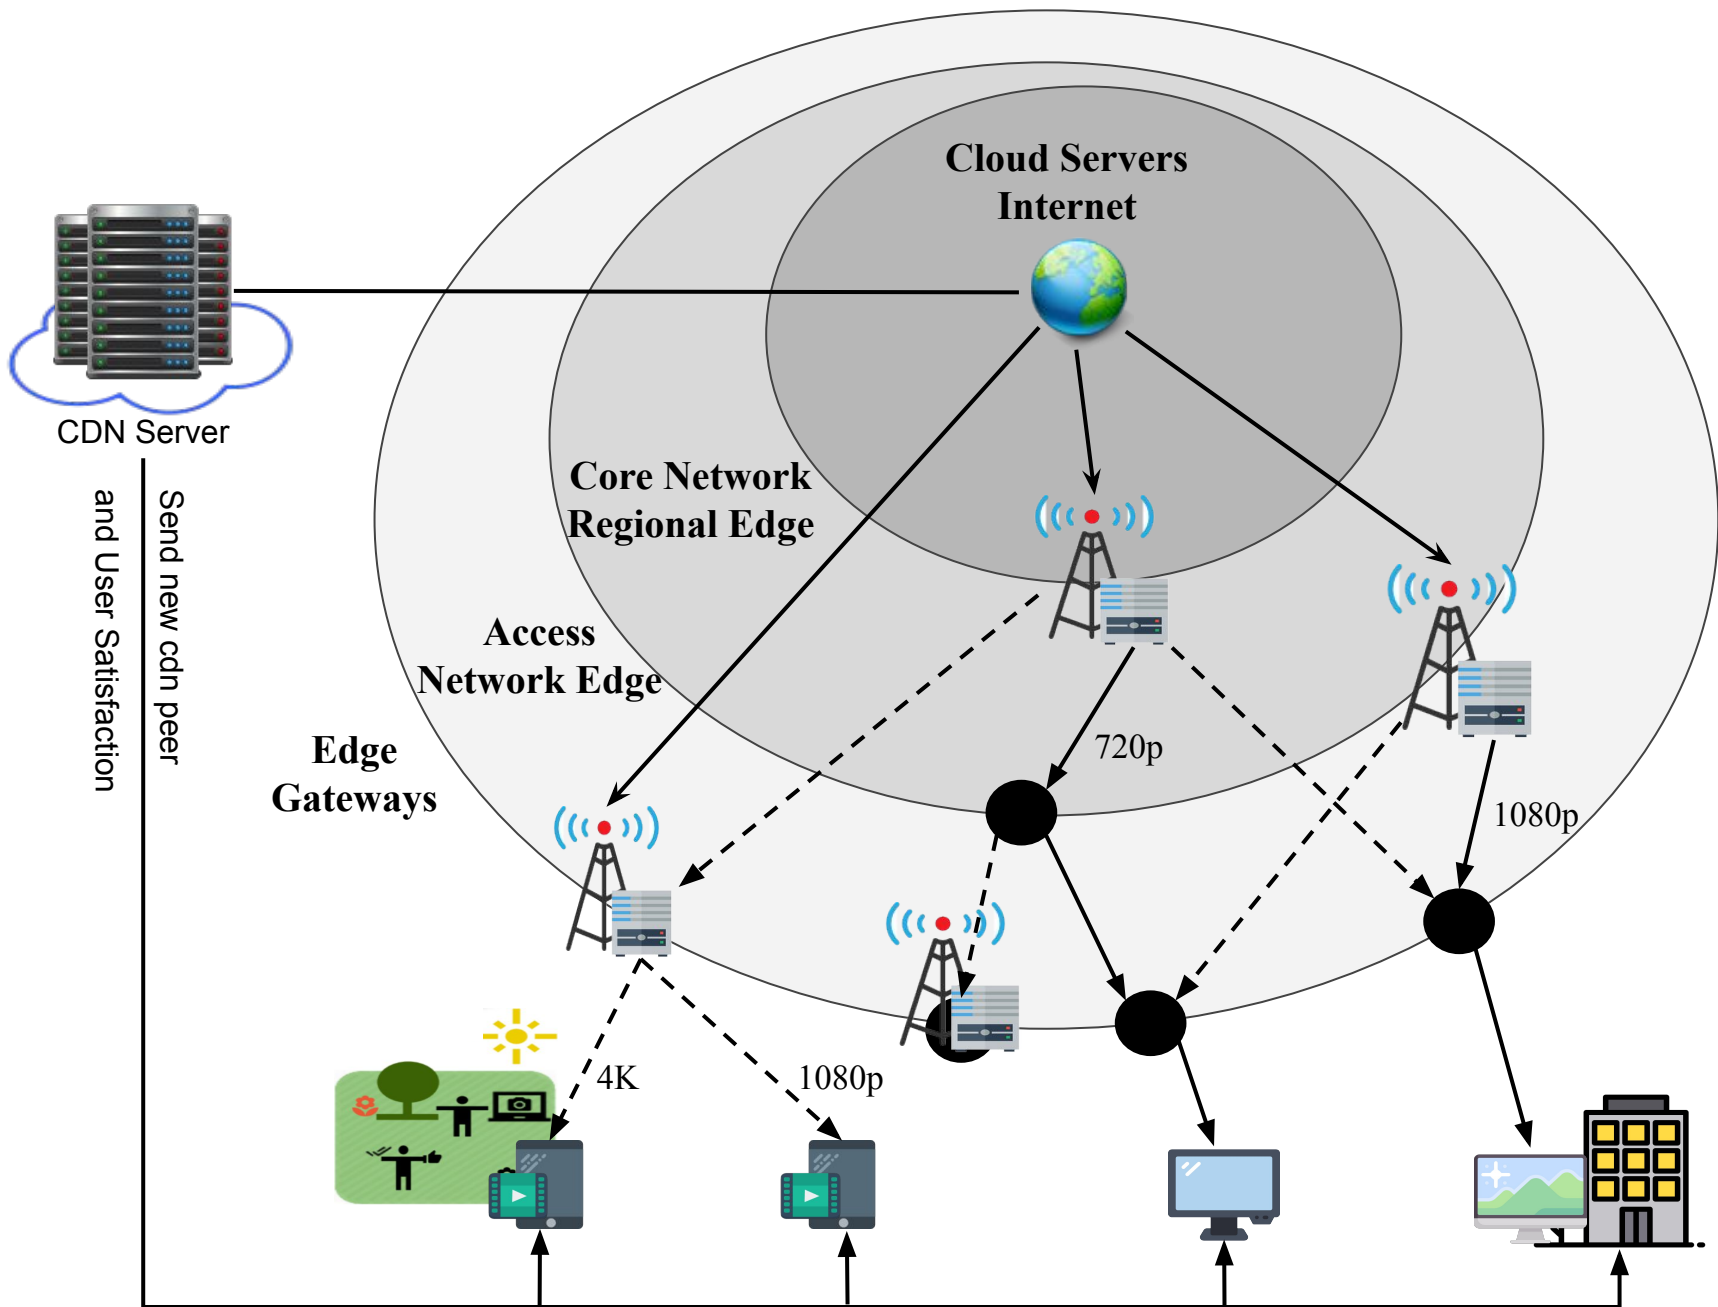 Cloud Servers
Internet
CDN Server
Core Network
Regional Edge
Send new cdn peer
and User Satisfaction
Access
Network Edge
Edge
Gateways
720p
1080p
4K
1080p